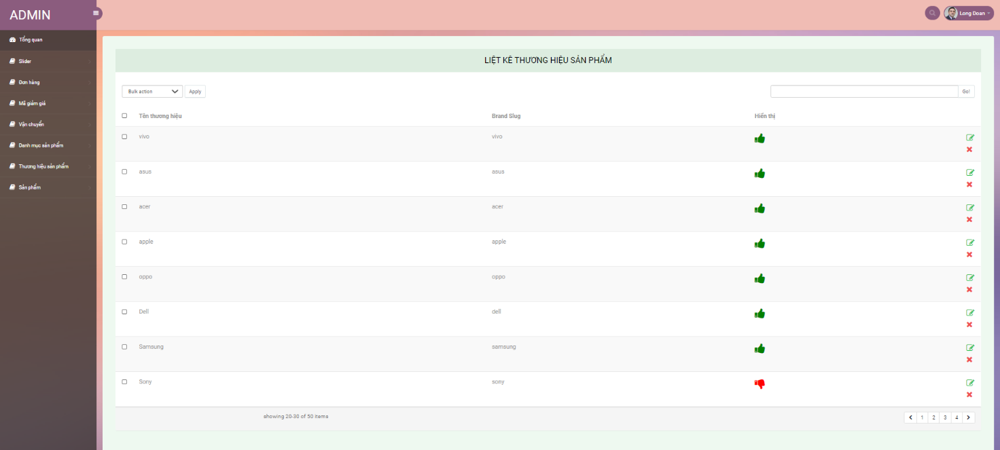 ADMIN
Long Doan
Tổng quan
Slider
Đơn hàng
Mã giảm giá
Vận chuyển
Danh mục sản phẩm
Thương hiệu sản phẩm
Sản phẩm
LIỆT KÊ THƯƠNG HIỆU SẢN PHẨM
Bulk action Apply Go!
Tên thương hiệu Brand Slug Hiển thị
vivo vivo
asus asus
acer acer
apple apple
oppo oppo
Dell dell
Samsung samsung
Sony sony
showing 20-30 of 50 items 1 2 3 4